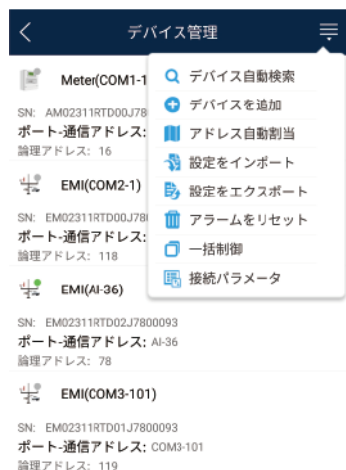 デバイス管理
Meter(COM1-1
SN: AM02311RTD00J78
ポート-通信アドレス:
論理アドレス: 16
EMI(COM2-1)
SN: EM02311RTD00J780
ポート-通信アドレス:
論理アドレス: 118
EMI(AI-36)
SN: EM02311RTD02J7800093
ポート-通信アドレス: AI-36
論理アドレス: 78
EMI(COM3-101)
SN: EM02311RTD01J7800093
ポート-通信アドレス: COM3-101
論理アドレス: 119
デバイス自動検索
デバイスを追加
アドレス自動割当
設定をインポート
設定をエクスポート
アラームをリセット
一括制御
接続パラメータ